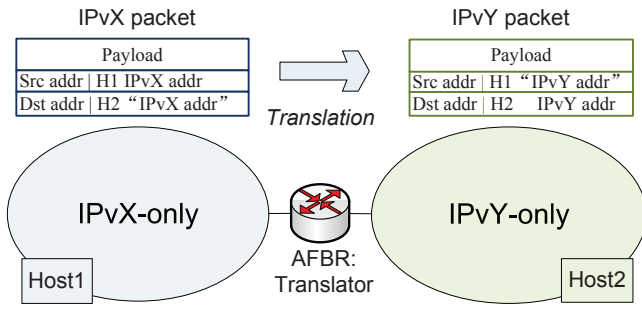 IPvX packet
IPvY packet
Payload
Src addr | H1 IPvX addr
Dst addr | H2 “IPvX addr”
Translation
Payload
Src addr | H1 “IPvY addr”
Dst addr | H2 IPvY addr
IPvX-only
IPvY-only
AFBR:
Translator
Host1
Host2